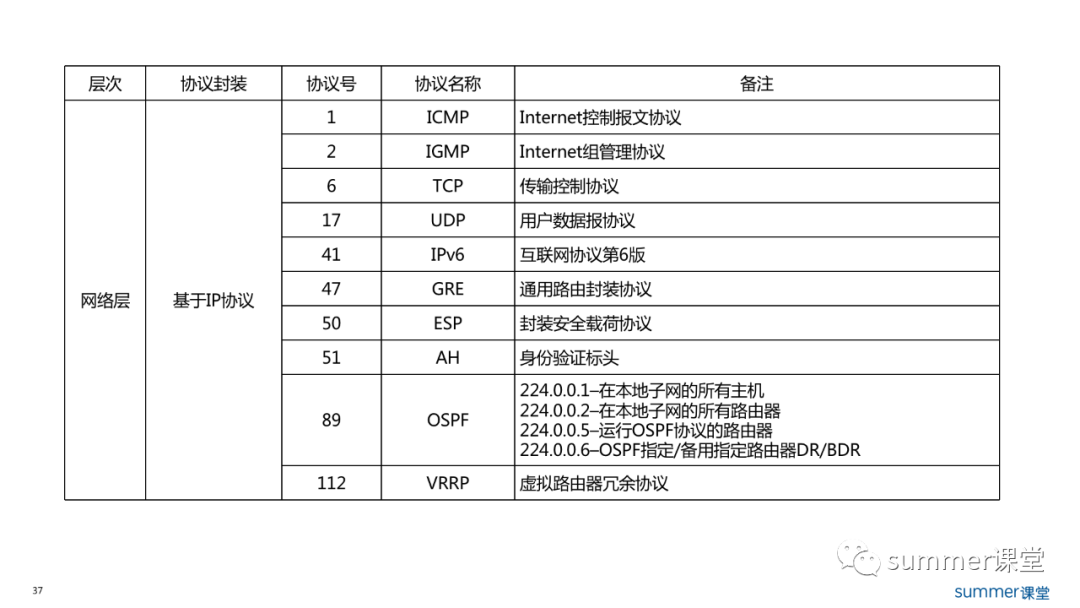 层次 协议封装 协议号 协议名称 备注
网络层 基于IP协议
1 ICMP Internet控制报文协议
2 IGMP Internet组管理协议
6 TCP 传输控制协议
17 UDP 用户数据报协议
41 IPv6 互联网协议第6版
47 GRE 通用路由封装协议
50 ESP 封装安全载荷协议
51 AH 身份验证标头
89 OSPF
224.0.0.1–在本地子网的所有主机
224.0.0.2–在本地子网的所有路由器
224.0.0.5–运行OSPF协议的路由器
224.0.0.6–OSPF指定/备用指定路由器DR/BDR
112 VRRP 虚拟路由器冗余协议
summer课堂
37
summer课堂